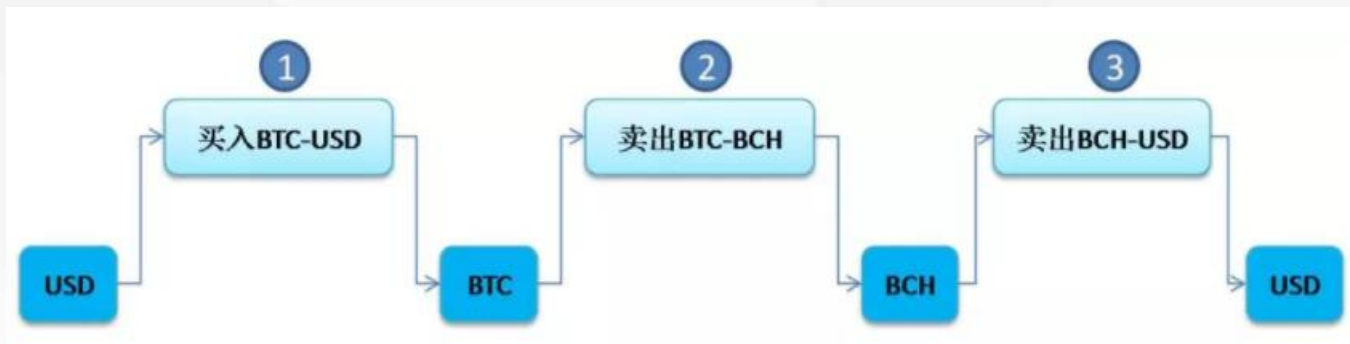 1
2
3
买入BTC-USD
卖出BTC-BCH
卖出BCH-USD
USD
BTC
BCH
USD